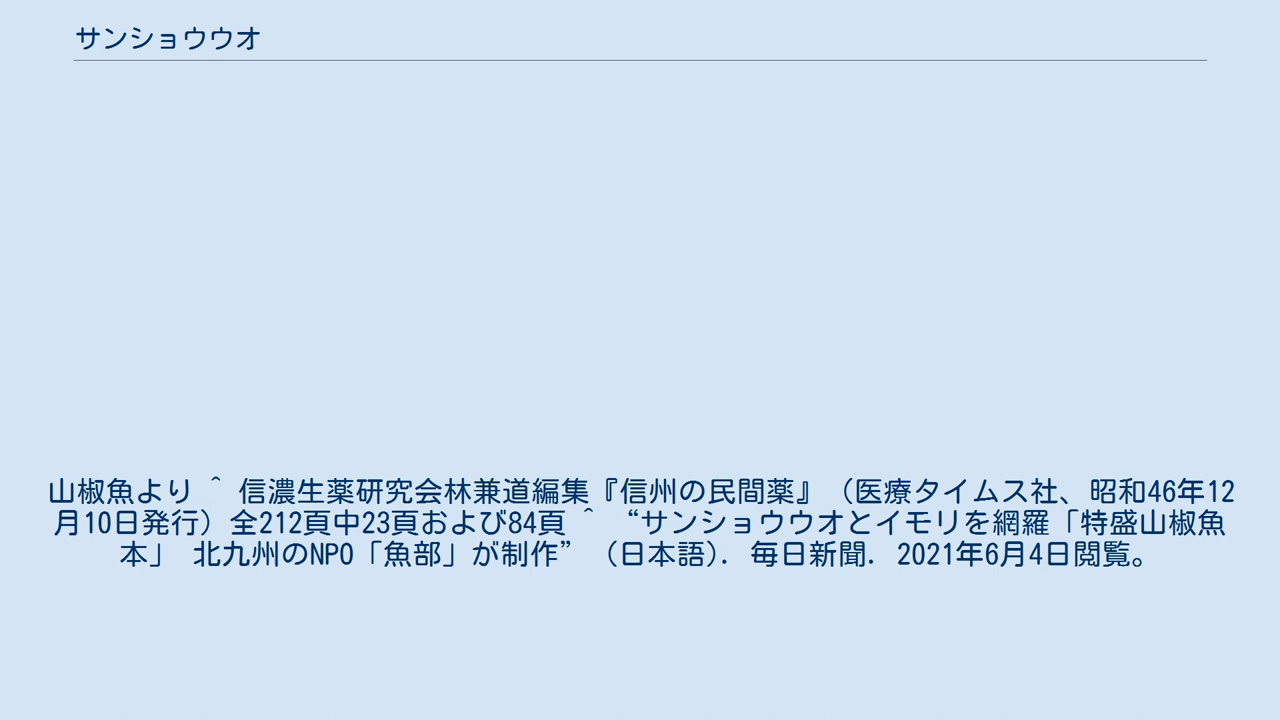 サンショウウオ
山椒魚より ^ 信濃生薬研究会林兼道編集『信州の民間薬』（医療タイムス社、昭和46年12
月10日発行）全212頁中23頁および84頁 ^ “サンショウウオとイモリを網羅「特盛山椒魚
本」 北九州のNPO「魚部」が制作” （日本語）. 毎日新聞. 2021年6月4日閲覧。